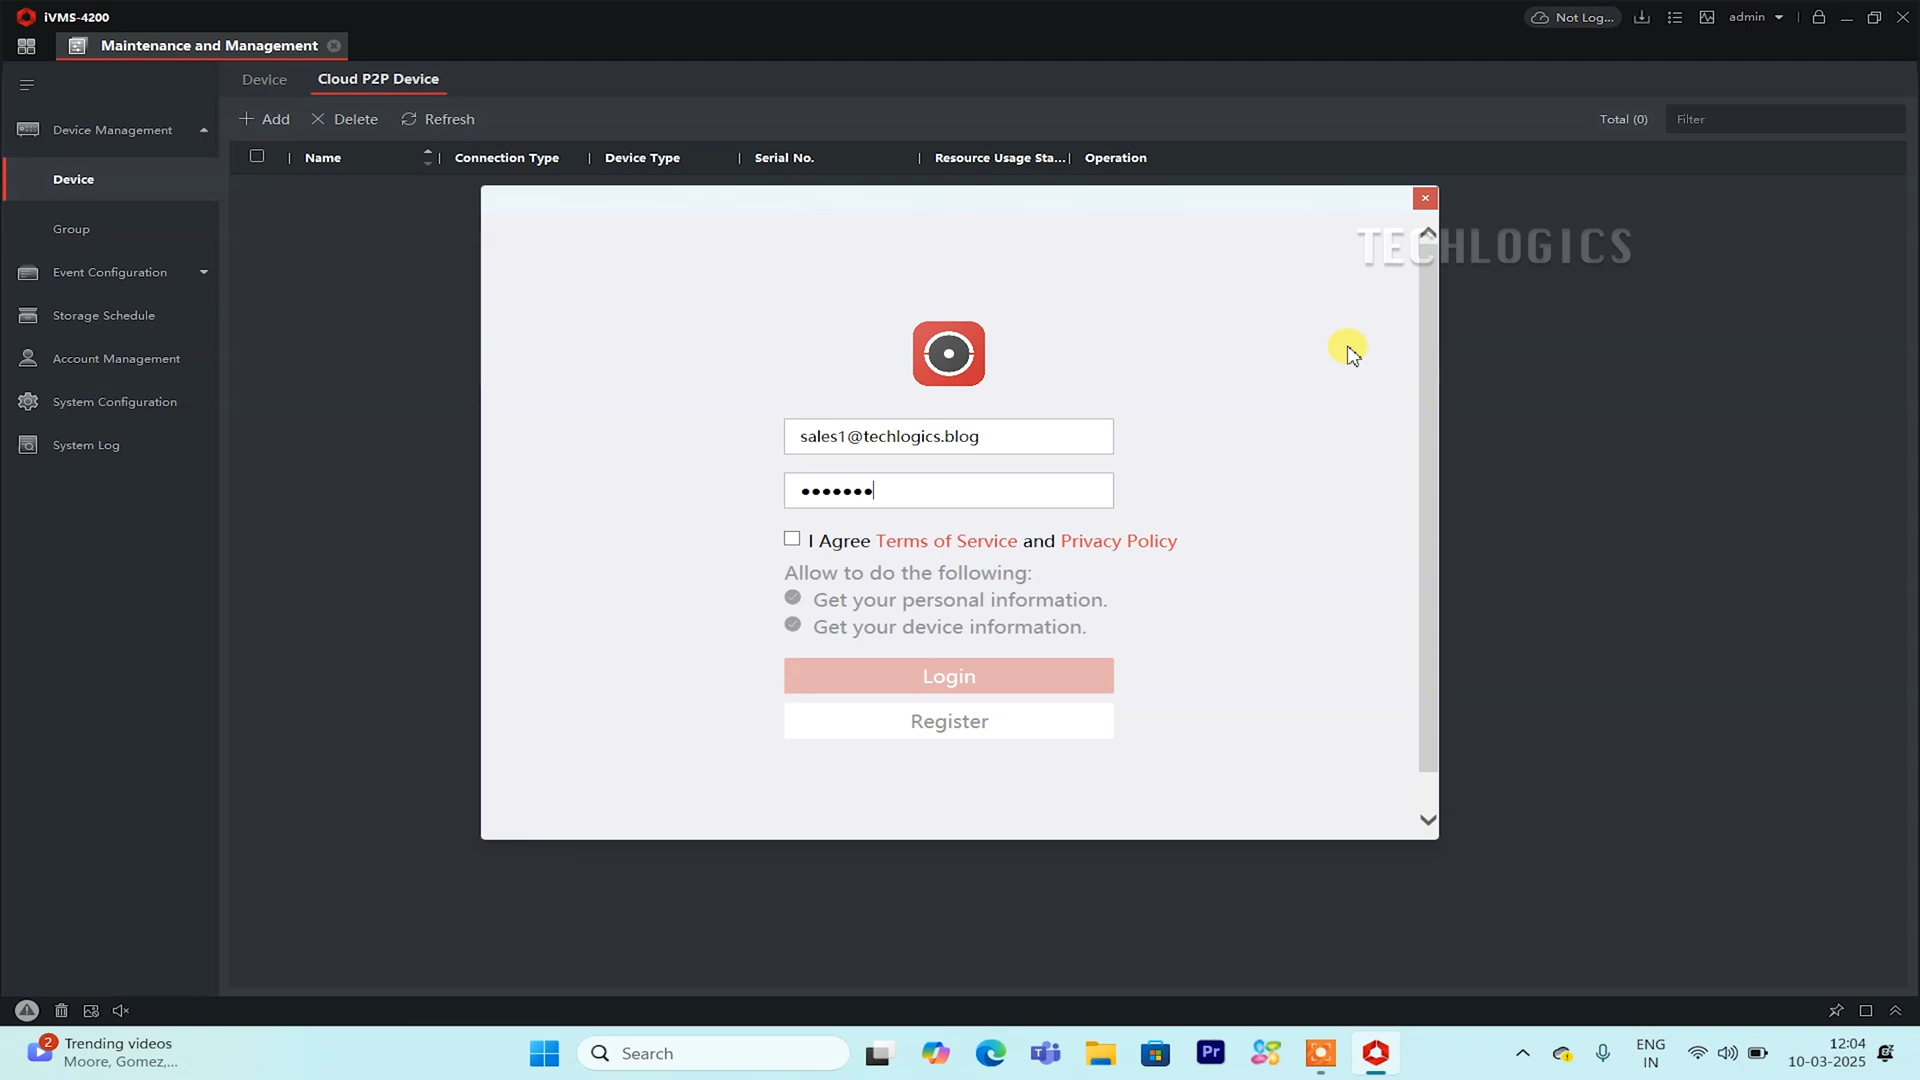 iVMS-4200
Not Log...
admin
Maintenance and Management
Device
Cloud P2P Device
Add
Delete
Refresh
Total (0)
Filter
Name
Connection Type
Device Type
Serial No.
Resource Usage Sta...
Operation
Device Management
Device
Group
Event Configuration
Storage Schedule
Account Management
System Configuration
System Log
TECHLOGICS
sales1@techlogics.blog
•••••••
I Agree Terms of Service and Privacy Policy
Allow to do the following:
Get your personal information.
Get your device information.
Login
Register
2
Trending videos
Moore, Gomez,...
Search
Pr
ENG
IN
12:04
10-03-2025